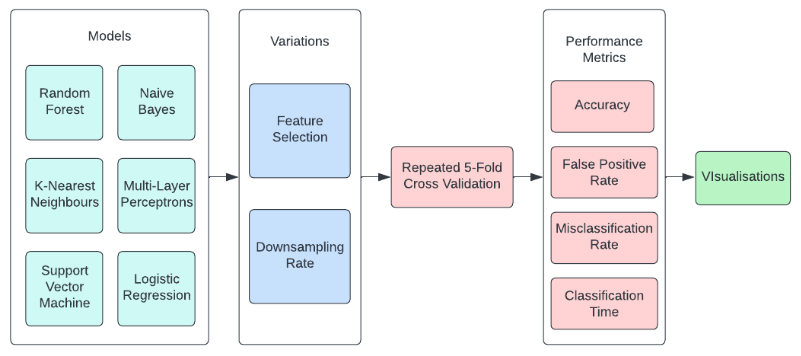 Models
Random
Forest
Naive
Bayes
K-Nearest
Neighbours
Multi-Layer
Perceptrons
Support
Vector
Machine
Logistic
Regression
Variations
Feature
Selection
Downsampling
Rate
Repeated 5-Fold
Cross Validation
Performance
Metrics
Accuracy
False Positive
Rate
Misclassification
Rate
Classification
Time
VIsualisations